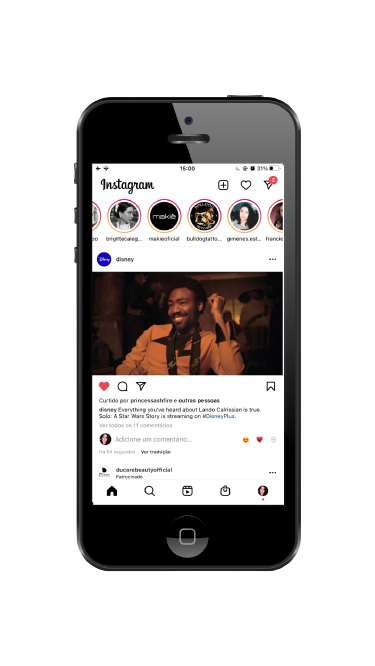 15:00
31%
Instagram
2
brigittecaleg... makieoficial bulldogtatto... gimenes.est... francie
makiê
disney
Curtido por princessashfire e outras pessoas
disney Everything you've heard about Lando Calrissian is true.
Solo: A Star Wars Story is streaming on #DisneyPlus.
Ver todos os 11 comentários
Adicione um comentário...
Há 54 segundos · Ver tradução
ducarebeautyofficial
Patrocinado